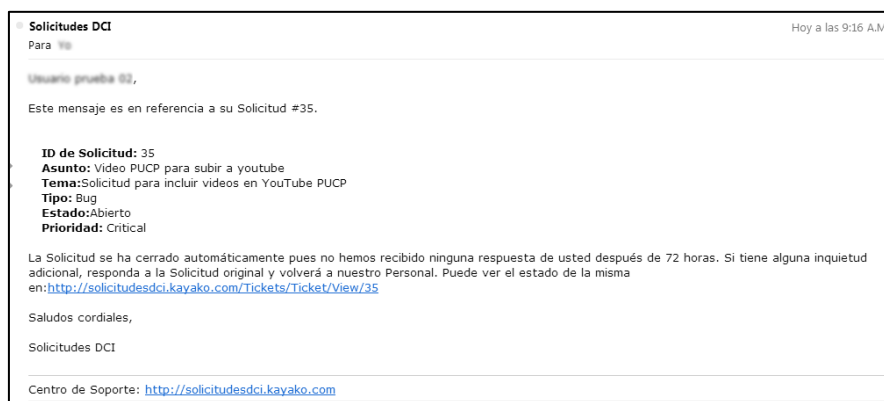 Solicitudes DCI
Hoy a las 9:16 A.M
Para
Usuario prueba 02,
Este mensaje es en referencia a su Solicitud #35.
ID de Solicitud: 35
Asunto: Video PUCP para subir a youtube
Tema:Solicitud para incluir videos en YouTube PUCP
Tipo: Bug
Estado:Abierto
Prioridad: Critical
La Solicitud se ha cerrado automáticamente pues no hemos recibido ninguna respuesta de usted después de 72 horas. Si tiene alguna inquietud
adicional, responda a la Solicitud original y volverá a nuestro Personal. Puede ver el estado de la misma
en:http://solicitudesdci.kayako.com/Tickets/Ticket/View/35
Saludos cordiales,
Solicitudes DCI
Centro de Soporte: http://solicitudesdci.kayako.com